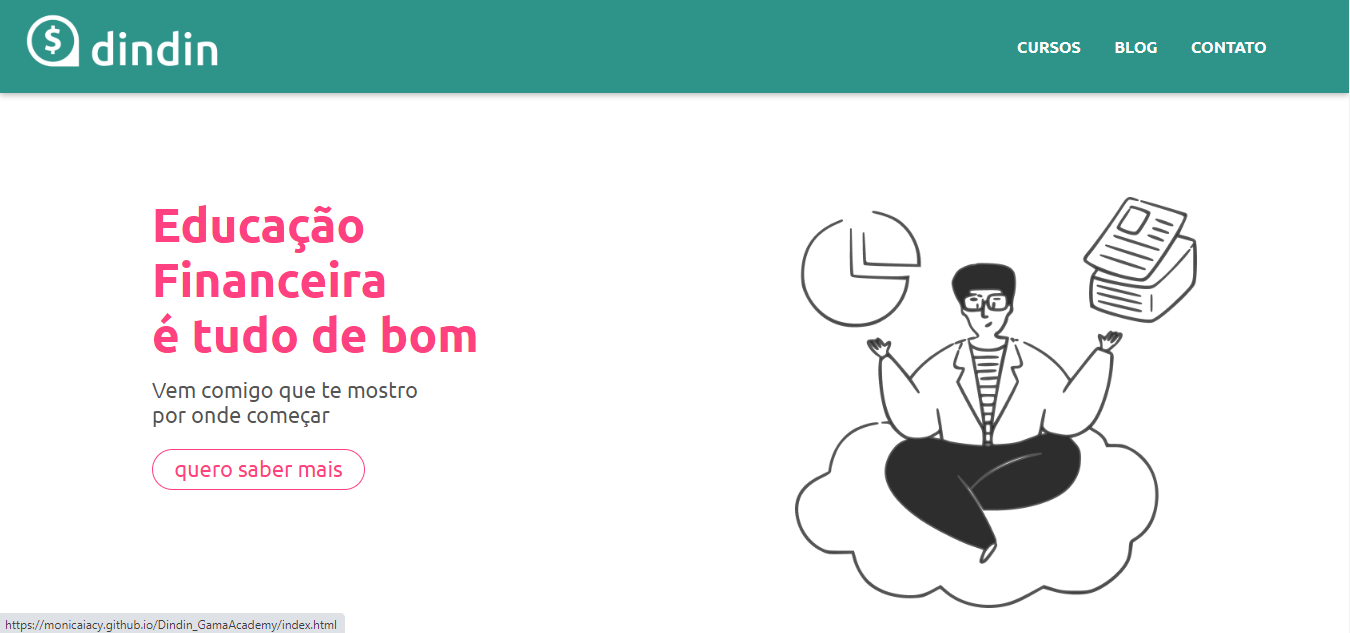 $ dindin
CURSOS BLOG CONTATO
Educação
Financeira
é tudo de bom
Vem comigo que te mostro
por onde começar
quero saber mais
https://monicaiacy.github.io/Dindin_GamaAcademy/index.html